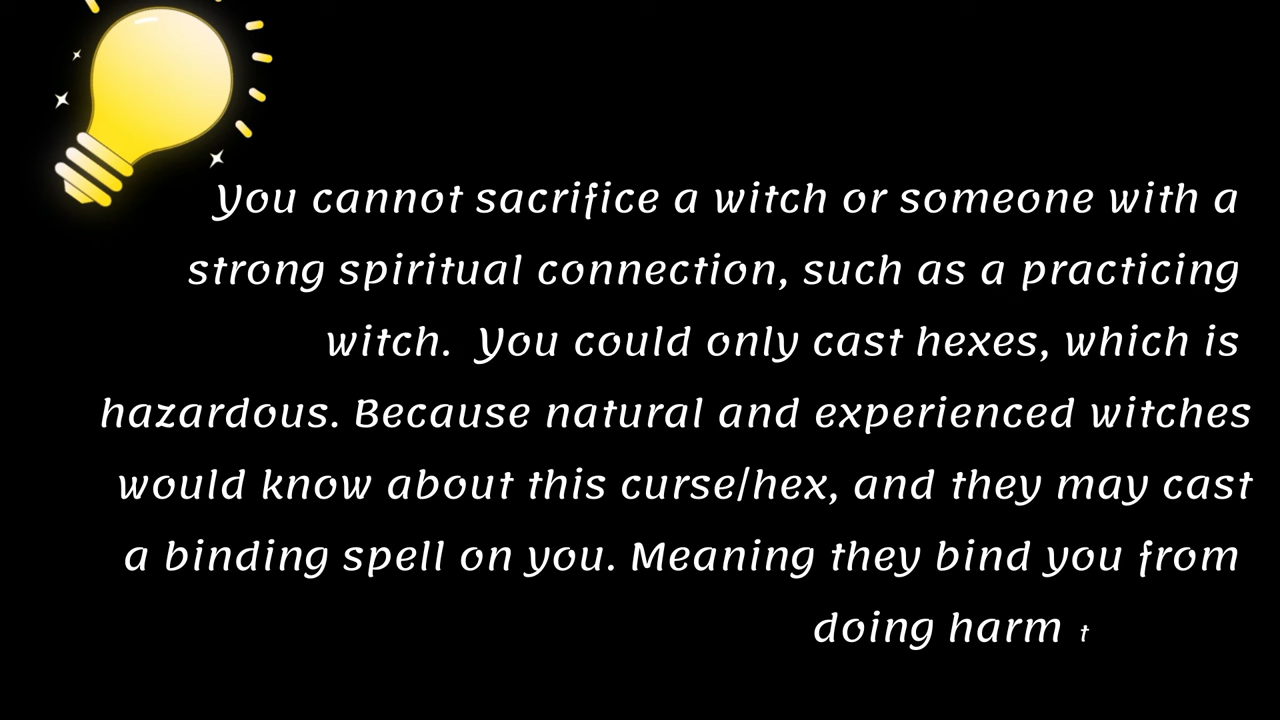 You cannot sacrifice a witch or someone with a
strong spiritual connection, such as a practicing
witch.  You could only cast hexes, which is
hazardous. Because natural and experienced witches
would know about this curse/hex, and they may cast
a binding spell on you. Meaning they bind you from
doing harm t